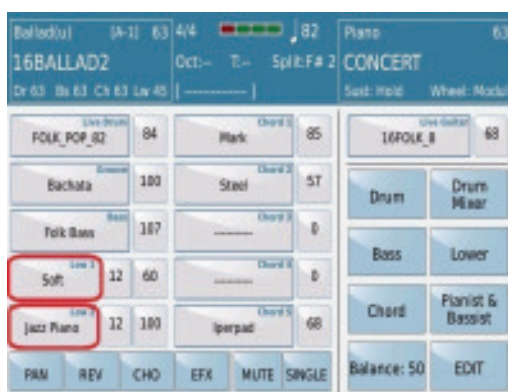 Ballad(u) [A-1] 63 4/4 ♩82 Piano 63
16BALLAD2 Oct:-- T:-- Split:F# 2 CONCERT
Dr 63 Bs 63 Ch 63 Lw 45 [ ---------- ] Sust: Hold Wheel: Modul
Live Drum Chord 1 Live Guitar
FOLK_POP_82 84 Mark 85 16FOLK_8 68
Groove Chord 2
Bachata 100 Steel 57 Drum Drum Mixer
Bass Chord 3
Folk Bass 107 -------- 0 Bass Lower
Low 1 Chord 4
Soft 12 60 -------- 0
Low 2 Chord 5
Jazz Piano 12 100 Iperpad 68 Chord Pianist & Bassist
PAN REV CHO EFX MUTE SINGLE Balance: 50 EDIT